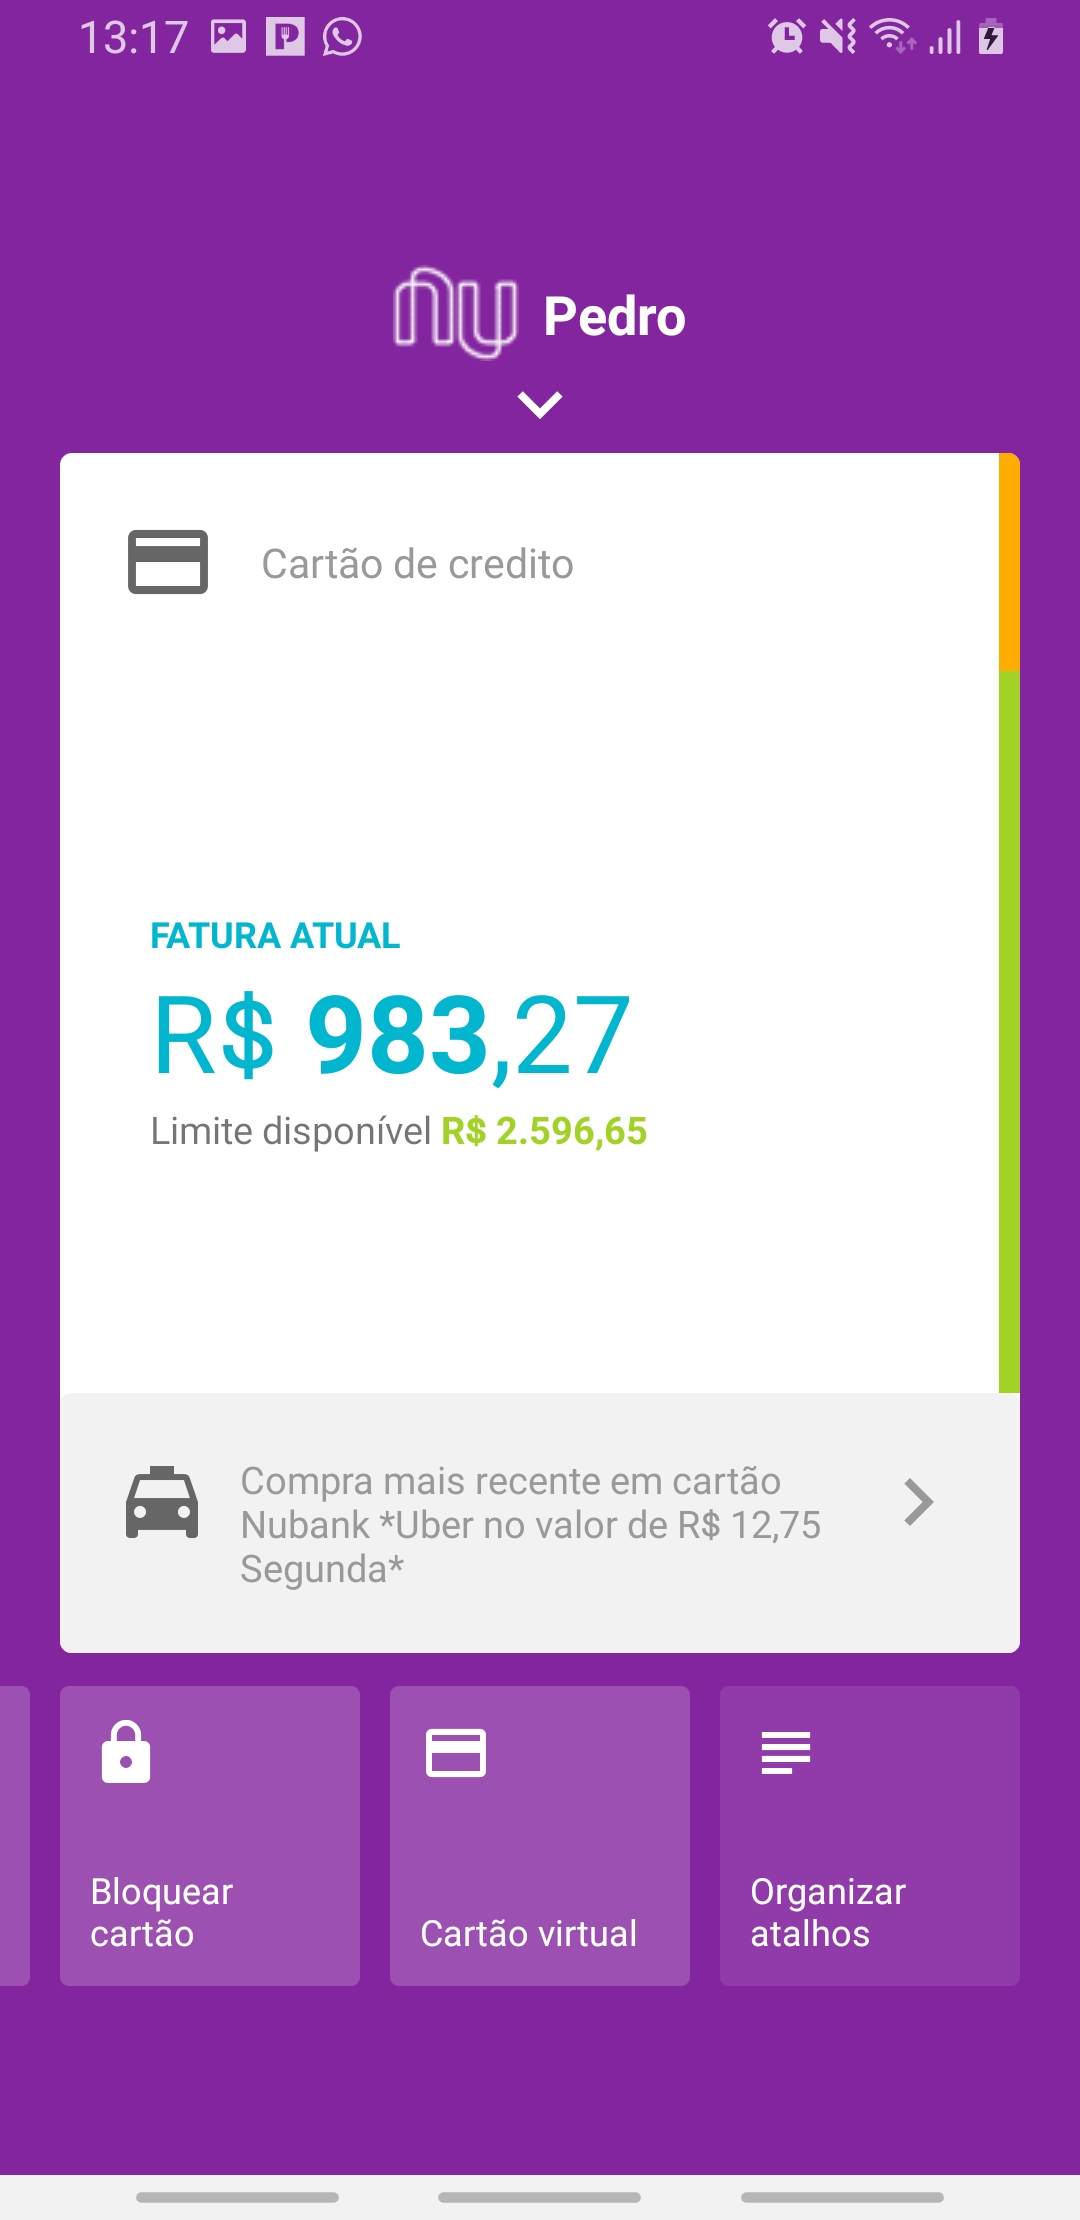 13:17
nu Pedro
Cartão de credito
FATURA ATUAL
R$ 983,27
Limite disponível R$ 2.596,65
Compra mais recente em cartão
Nubank *Uber no valor de R$ 12,75
Segunda*
Bloquear
cartão
Cartão virtual
Organizar
atalhos